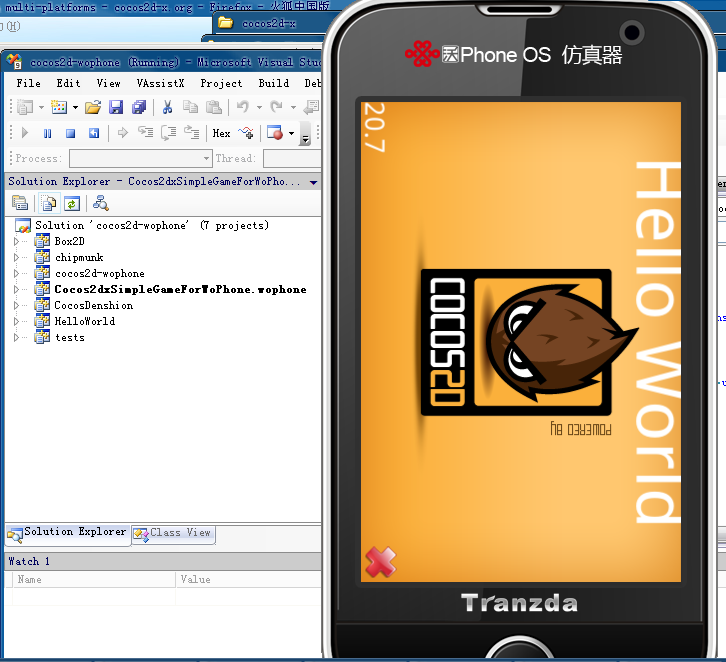 multi-platforms - cocos2d-x.org - Firefox - 火狐中国版
(H)
cocos2d-x
cocos2d-wophone (Running) - Microsoft Visual Stu
File Edit View VAssistX Project Build Deb
Hex
Process: Thread:
Solution Explorer - Cocos2dxSimpleGameForWoPho...
Solution 'cocos2d-wophone' (7 projects)
Box2D
chipmunk
cocos2d-wophone
Cocos2dxSimpleGameForWoPhone.wophone
CocosDenshion
HelloWorld
tests
Solution Explorer Class View
Watch 1
Name Value
Phone OS 仿真器
20.7
Hello World
COCOS2D
POWERED BY
Tranzda